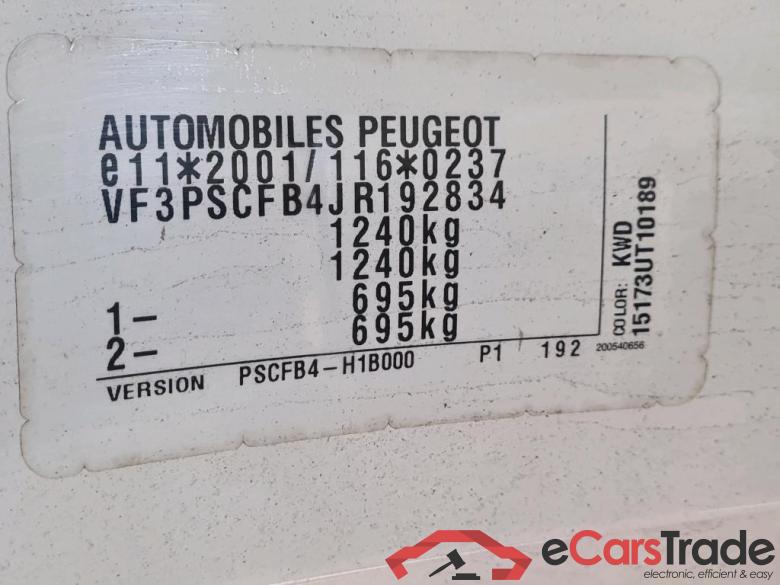 AUTOMOBILES PEUGEOT
e11*2001/116*0237
VF3PSCFB4JR192834
1240kg
1240kg
1- 695kg
2- 695kg
VERSION PSCFB4-H1B000 P1 192
COLOR: KWD
15173UT10189
200540656
eCarsTrade
electronic, efficient & easy